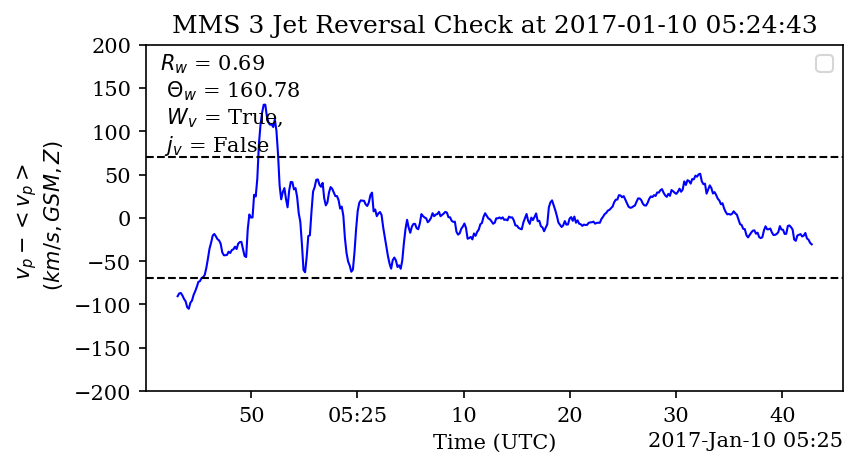 MMS 3 Jet Reversal Check at 2017-01-10 05:24:43
R_w = 0.69
Θ_w = 160.78
W_v = True,
j_v = False
200
150
100
50
0
−50
−100
−150
−200
v_p − < v_p >
(km/s, GSM, Z)
50
05:25
10
20
30
40
Time (UTC)
2017-Jan-10 05:25